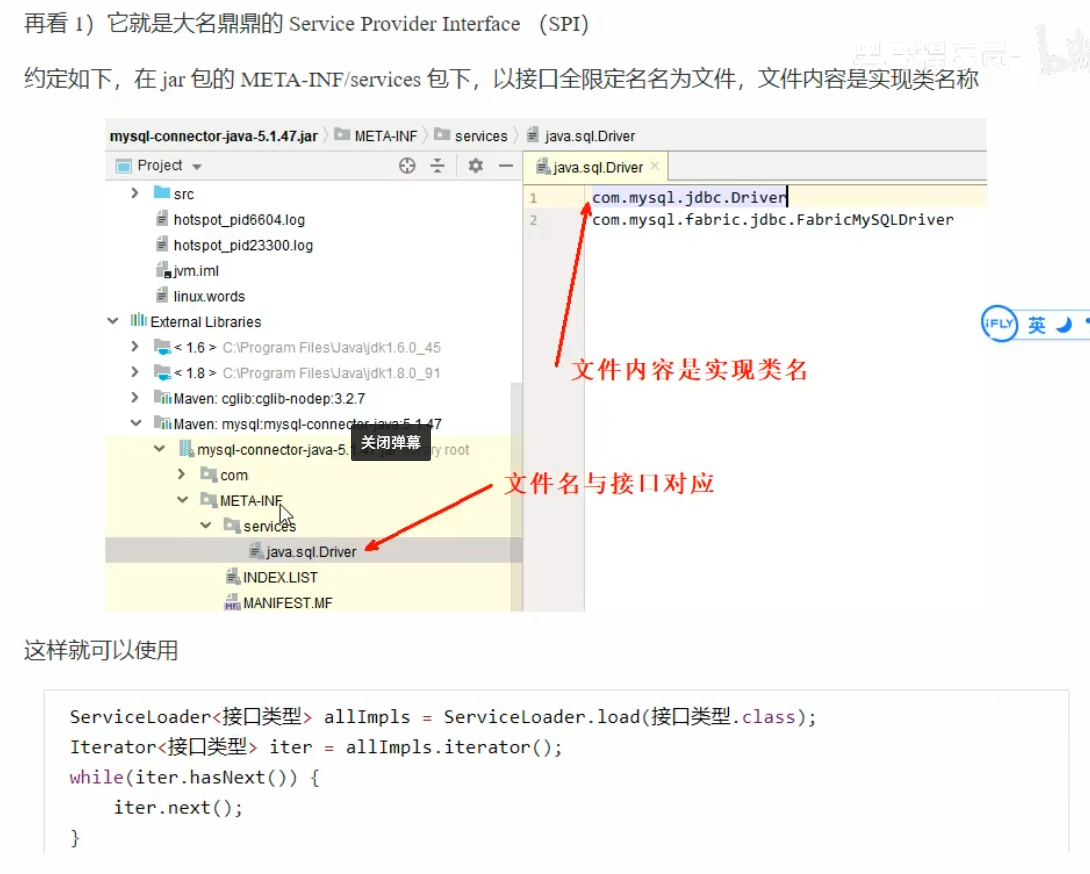 再看 1）它就是大名鼎鼎的 Service Provider Interface （SPI）
约定如下，在 jar 包的 META-INF/services 包下，以接口全限定名名为文件，文件内容是实现类名称
mysql-connector-java-5.1.47.jar META-INF services java.sql.Driver
Project
java.sql.Driver
src
hotspot_pid6604.log
hotspot_pid23300.log
jvm.iml
linux.words
External Libraries
< 1.6 > C:\Program Files\Java\jdk1.6.0_45
< 1.8 > C:\Program Files\Java\jdk1.8.0_91
Maven: cglib:cglib-nodep:3.2.7
Maven: mysql:mysql-connector-java:5.1.47
mysql-connector-java-5.1.47.jar library root
关闭弹幕
com
META-INF
services
java.sql.Driver
INDEX.LIST
MF MANIFEST.MF
1 com.mysql.jdbc.Driver
2 com.mysql.fabric.jdbc.FabricMySQLDriver
文件内容是实现类名
文件名与接口对应
iFLY 英
这样就可以使用
ServiceLoader<接口类型> allImpls = ServiceLoader.load(接口类型.class);
Iterator<接口类型> iter = allImpls.iterator();
while(iter.hasNext()) {
iter.next();
}